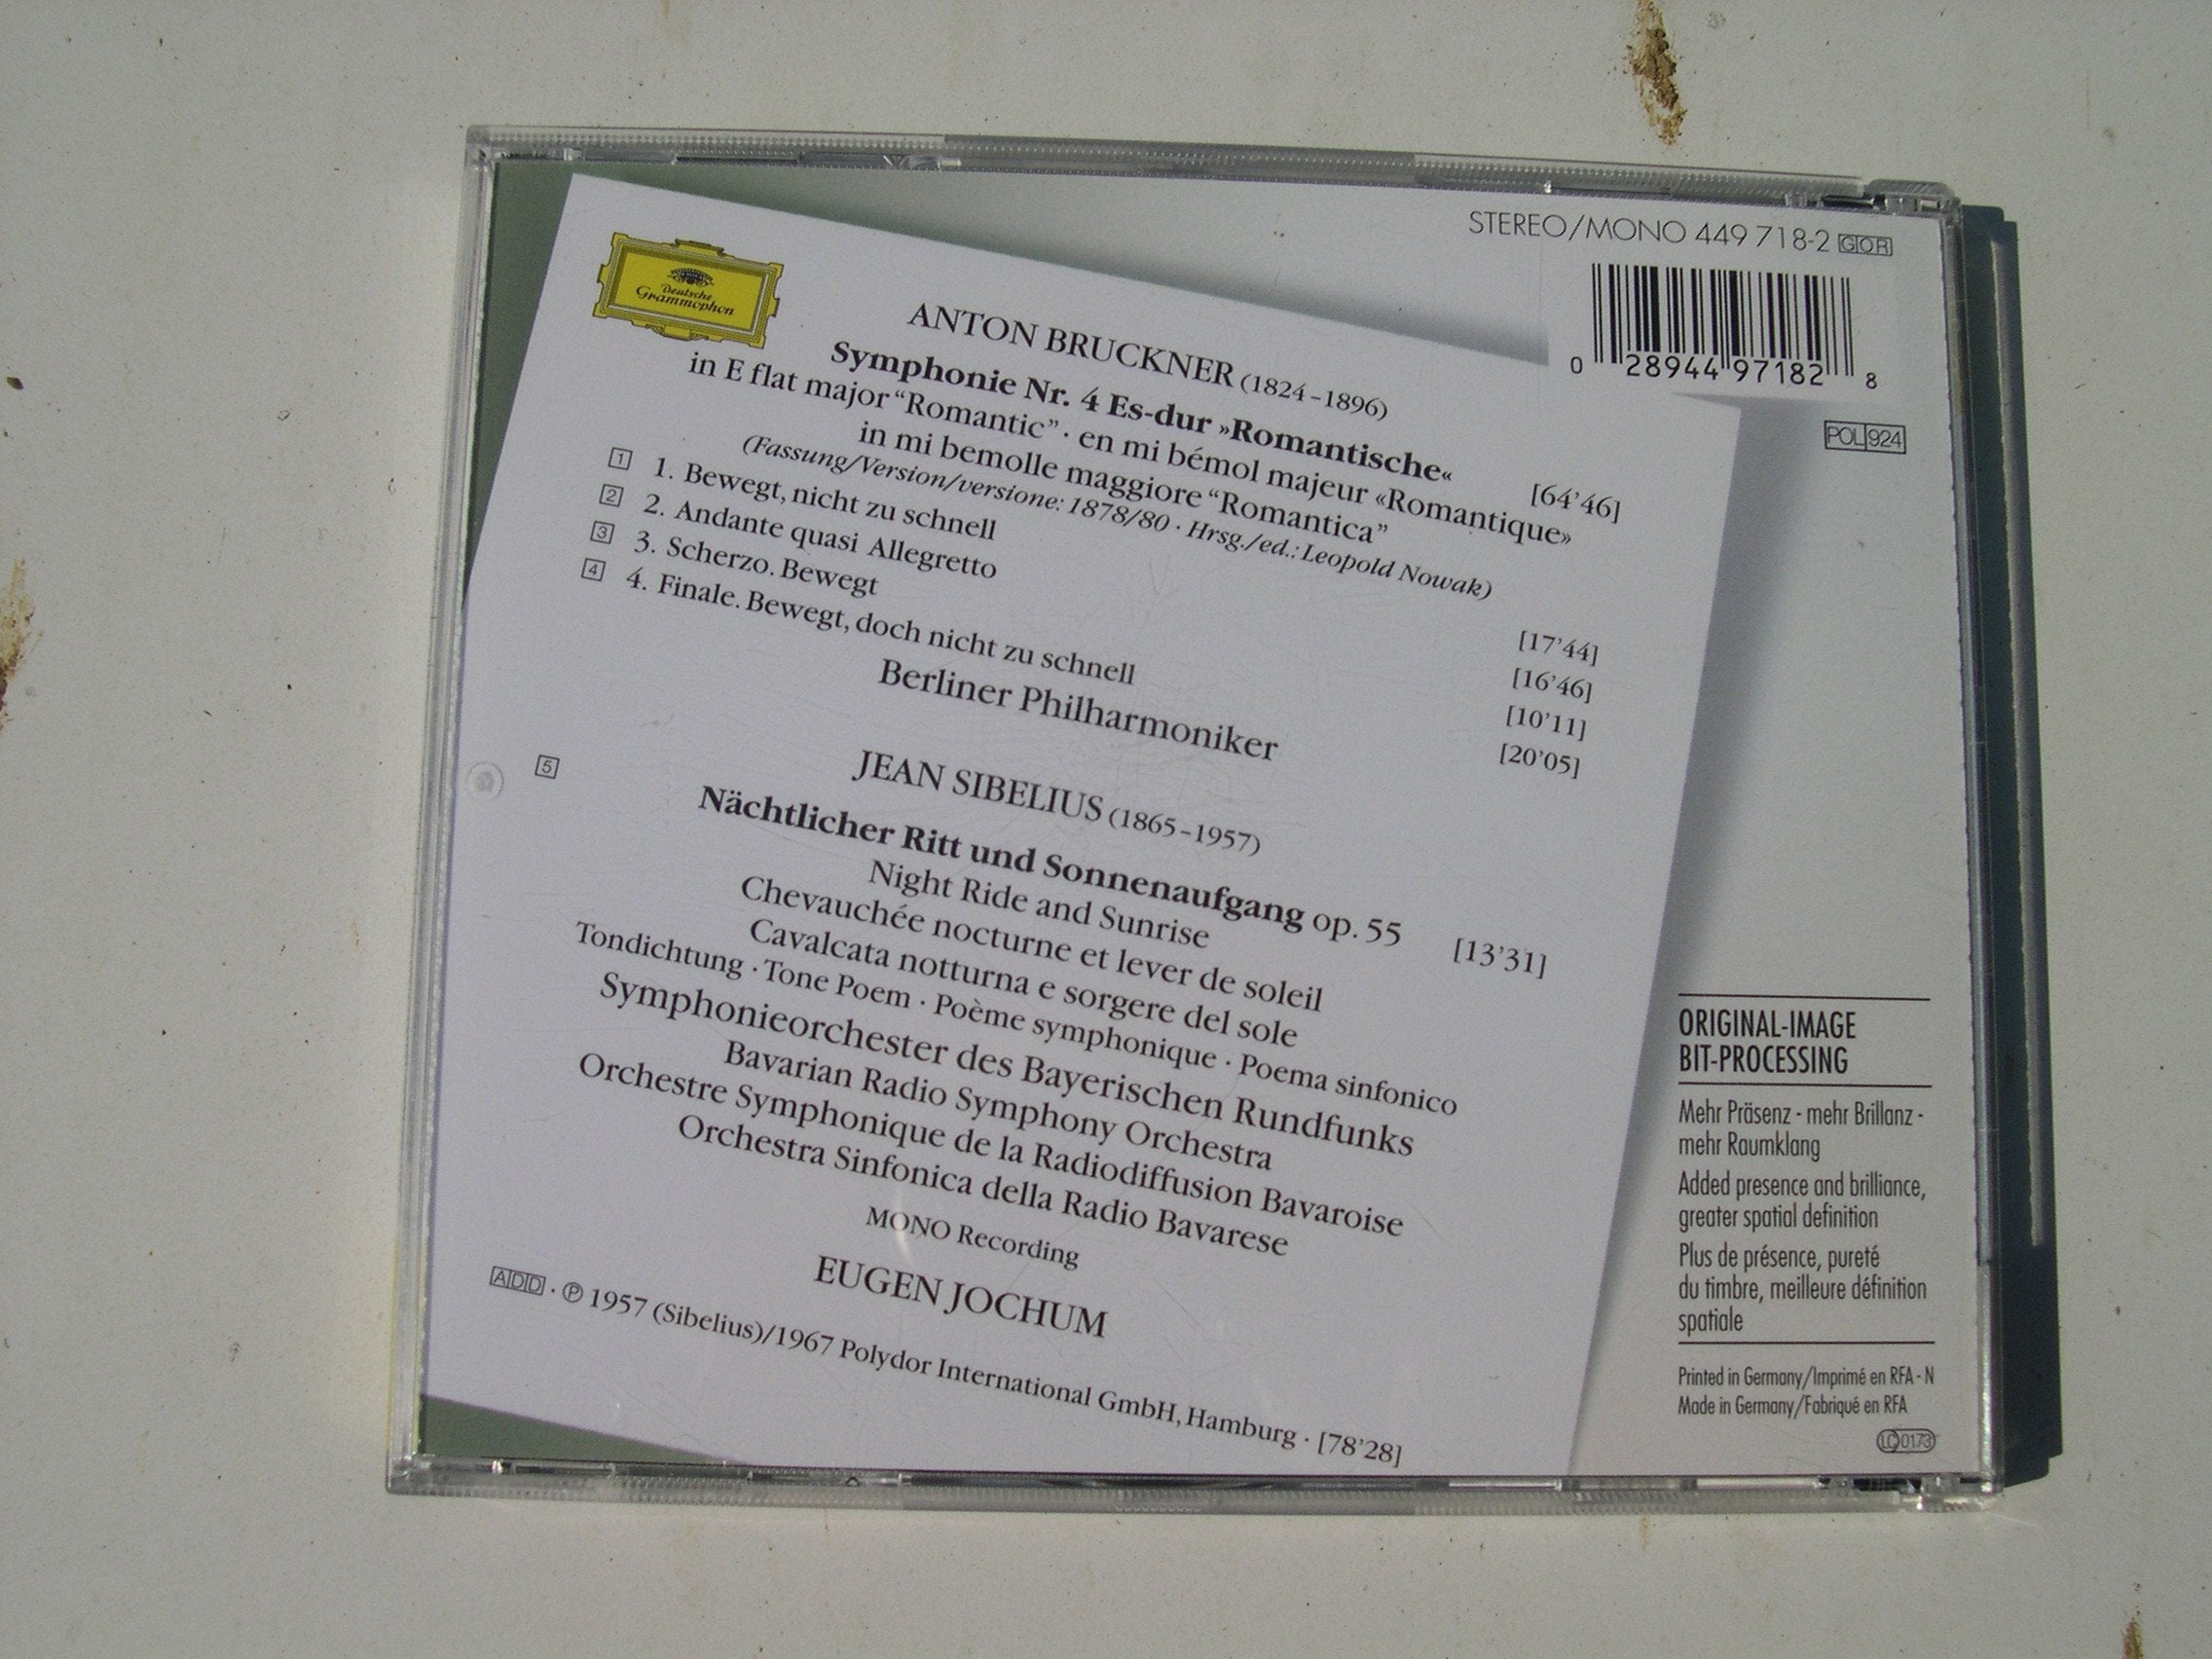 STEREO/MONO 449 718-2 GOR
0 28944 97182 8
POL 924
Deutsche
Grammophon
ANTON BRUCKNER (1824–1896)
Symphonie Nr. 4 Es-dur »Romantische« [64’46]
in E flat major “Romantic” · en mi bémol majeur «Romantique»
in mi bemolle maggiore “Romantica”
(Fassung/Version/versione: 1878/80 · Hrsg./ed.: Leopold Nowak)
1 1. Bewegt, nicht zu schnell [17’44]
2 2. Andante quasi Allegretto [16’46]
3 3. Scherzo. Bewegt [10’11]
4 4. Finale. Bewegt, doch nicht zu schnell [20’05]
Berliner Philharmoniker
JEAN SIBELIUS (1865–1957)
5 Nächtlicher Ritt und Sonnenaufgang op. 55 [13’31]
Night Ride and Sunrise
Chevauchée nocturne et lever de soleil
Cavalcata notturna e sorgere del sole
Tondichtung · Tone Poem · Poème symphonique · Poema sinfonico
Symphonieorchester des Bayerischen Rundfunks
Bavarian Radio Symphony Orchestra
Orchestre Symphonique de la Radiodiffusion Bavaroise
Orchestra Sinfonica della Radio Bavarese
MONO Recording
EUGEN JOCHUM
ADD · ℗ 1957 (Sibelius)/1967 Polydor International GmbH, Hamburg · [78’28]
ORIGINAL-IMAGE
BIT-PROCESSING
Mehr Präsenz - mehr Brillanz -
mehr Raumklang
Added presence and brilliance,
greater spatial definition
Plus de présence, pureté
du timbre, meilleure définition
spatiale
Printed in Germany/Imprimé en RFA - N
Made in Germany/Fabriqué en RFA
LC 0173